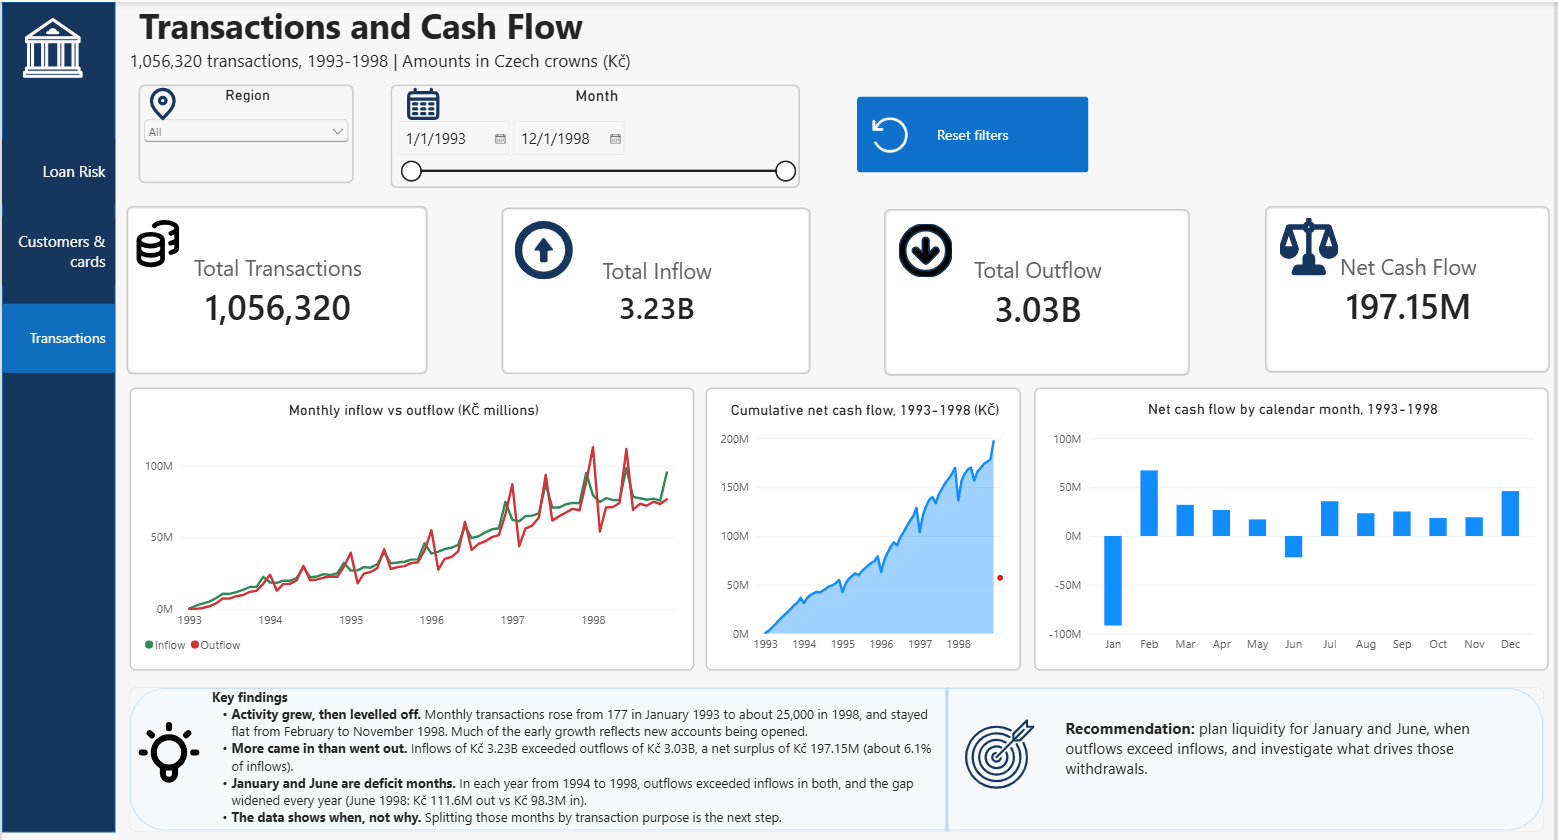 Transactions and Cash Flow
1,056,320 transactions, 1993-1998 | Amounts in Czech crowns (Kč)
Region
All
Month
1/1/1993
12/1/1998
Reset filters
Loan Risk
Customers &
cards
Transactions
Total Transactions
1,056,320
Total Inflow
3.23B
Total Outflow
3.03B
Net Cash Flow
197.15M
Monthly inflow vs outflow (KČ millions)
100M
50M
0M
1993 1994 1995 1996 1997 1998
Inflow Outflow
Cumulative net cash flow, 1993-1998 (KČ)
200M
150M
100M
50M
0M
1993 1994 1995 1996 1997 1998
Net cash flow by calendar month, 1993-1998
100M
50M
0M
-50M
-100M
Jan Feb Mar Apr May Jun Jul Aug Sep Oct Nov Dec
Key findings
• Activity grew, then levelled off. Monthly transactions rose from 177 in January 1993 to about 25,000 in 1998, and stayed
flat from February to November 1998. Much of the early growth reflects new accounts being opened.
• More came in than went out. Inflows of Kč 3.23B exceeded outflows of Kč 3.03B, a net surplus of Kč 197.15M (about 6.1%
of inflows).
• January and June are deficit months. In each year from 1994 to 1998, outflows exceeded inflows in both, and the gap
widened every year (June 1998: Kč 111.6M out vs Kč 98.3M in).
• The data shows when, not why. Splitting those months by transaction purpose is the next step.
Recommendation: plan liquidity for January and June, when
outflows exceed inflows, and investigate what drives those
withdrawals.